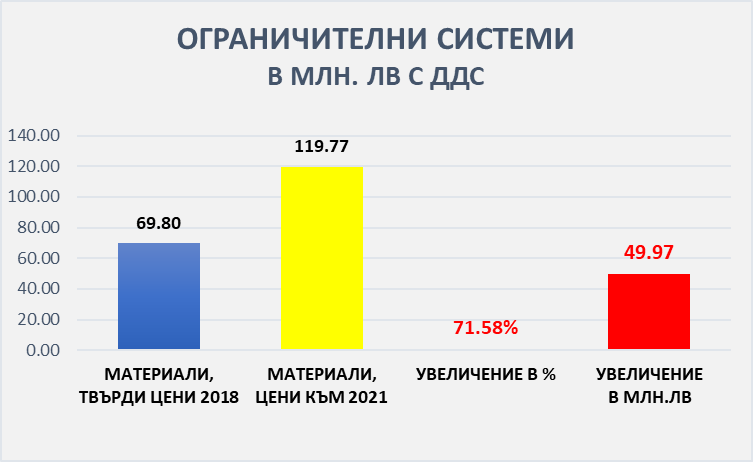 ОГРАНИЧИТЕЛНИ СИСТЕМИ
В МЛН. ЛВ С ДДС
140.00
120.00
100.00
80.00
60.00
40.00
20.00
0.00
69.80
119.77
71.58%
49.97
МАТЕРИАЛИ,
ТВЪРДИ ЦЕНИ 2018
МАТЕРИАЛИ,
ЦЕНИ КЪМ 2021
УВЕЛИЧЕНИЕ В %
УВЕЛИЧЕНИЕ
В МЛН.ЛВ